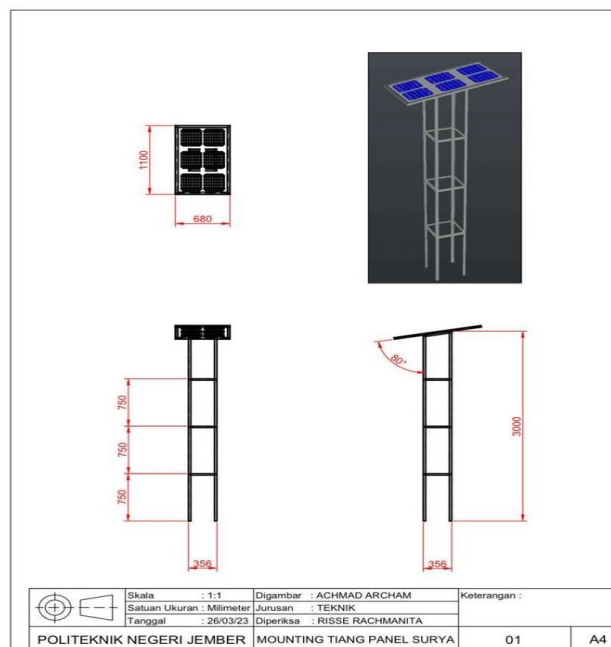 1100
680
80°
750
750
750
3000
356
356
Skala : 1:1 Digambar : ACHMAD ARCHAM Keterangan :
Satuan Ukuran : Milimeter Jurusan : TEKNIK
Tanggal : 26/03/23 Diperiksa : RISSE RACHMANITA
POLITEKNIK NEGERI JEMBER MOUNTING TIANG PANEL SURYA 01 A4